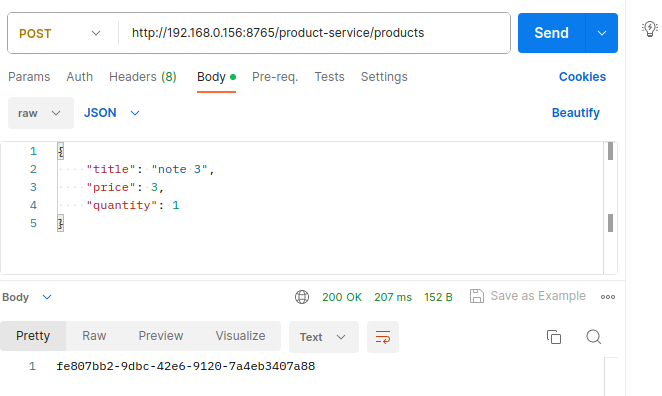 POST http://192.168.0.156:8765/product-service/products Send
Params Auth Headers (8) Body Pre-req. Tests Settings Cookies
raw JSON Beautify
1 {
2 "title": "note 3",
3 "price": 3,
4 "quantity": 1
5 }
Body 200 OK 207 ms 152 B Save as Example
Pretty Raw Preview Visualize Text
1 fe807bb2-9dbc-42e6-9120-7a4eb3407a88